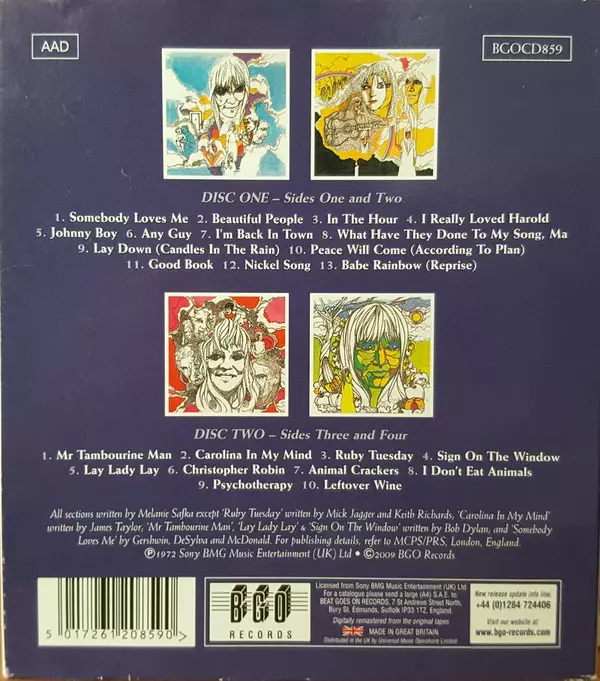 AAD
BGOCD859
DISC ONE – Sides One and Two
1. Somebody Loves Me 2. Beautiful People 3. In The Hour 4. I Really Loved Harold
5. Johnny Boy 6. Any Guy 7. I'm Back In Town 8. What Have They Done To My Song, Ma
9. Lay Down (Candles In The Rain) 10. Peace Will Come (According To Plan)
11. Good Book 12. Nickel Song 13. Babe Rainbow (Reprise)
DISC TWO – Sides Three and Four
1. Mr Tambourine Man 2. Carolina In My Mind 3. Ruby Tuesday 4. Sign On The Window
5. Lay Lady Lay 6. Christopher Robin 7. Animal Crackers 8. I Don't Eat Animals
9. Psychotherapy 10. Leftover Wine
All sections written by Melanie Safka except 'Ruby Tuesday' written by Mick Jagger and Keith Richards, 'Carolina In My Mind'
written by James Taylor, 'Mr Tambourine Man', 'Lay Lady Lay' & 'Sign On The Window' written by Bob Dylan, and 'Somebody
Loves Me' by Gershwin, DeSylva and McDonald. For publishing details, refer to MCPS/PRS, London, England.
℗1972 Sony BMG Music Entertainment (UK) Ltd • ©2009 BGO Records
5 017261 208590 >
BGO
RECORDS
Licensed from Sony BMG Music Entertainment (UK) Ltd
For a catalogue please send a large (A4) S.A.E. to:
BEAT GOES ON RECORDS, 7 St Andrews Street North,
Bury St. Edmunds, Suffolk IP33 1TZ, England.
Digitally remastered from the original tapes
MADE IN GREAT BRITAIN.
Distributed in the UK by Universal Music Operations Limited
New release update info line:
+44 (0)1284 724406
Visit our website at
www.bgo-records.com